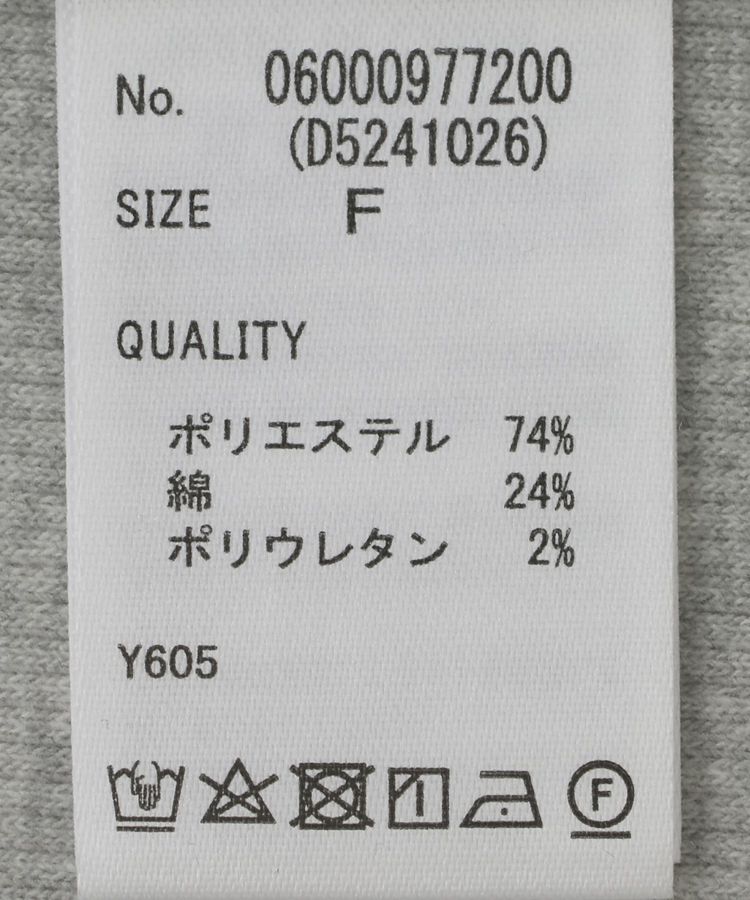 No. 06000977200
(D5241026)
SIZE F
QUALITY
ポリエステル 74%
綿 24%
ポリウレタン 2%
Y605
F